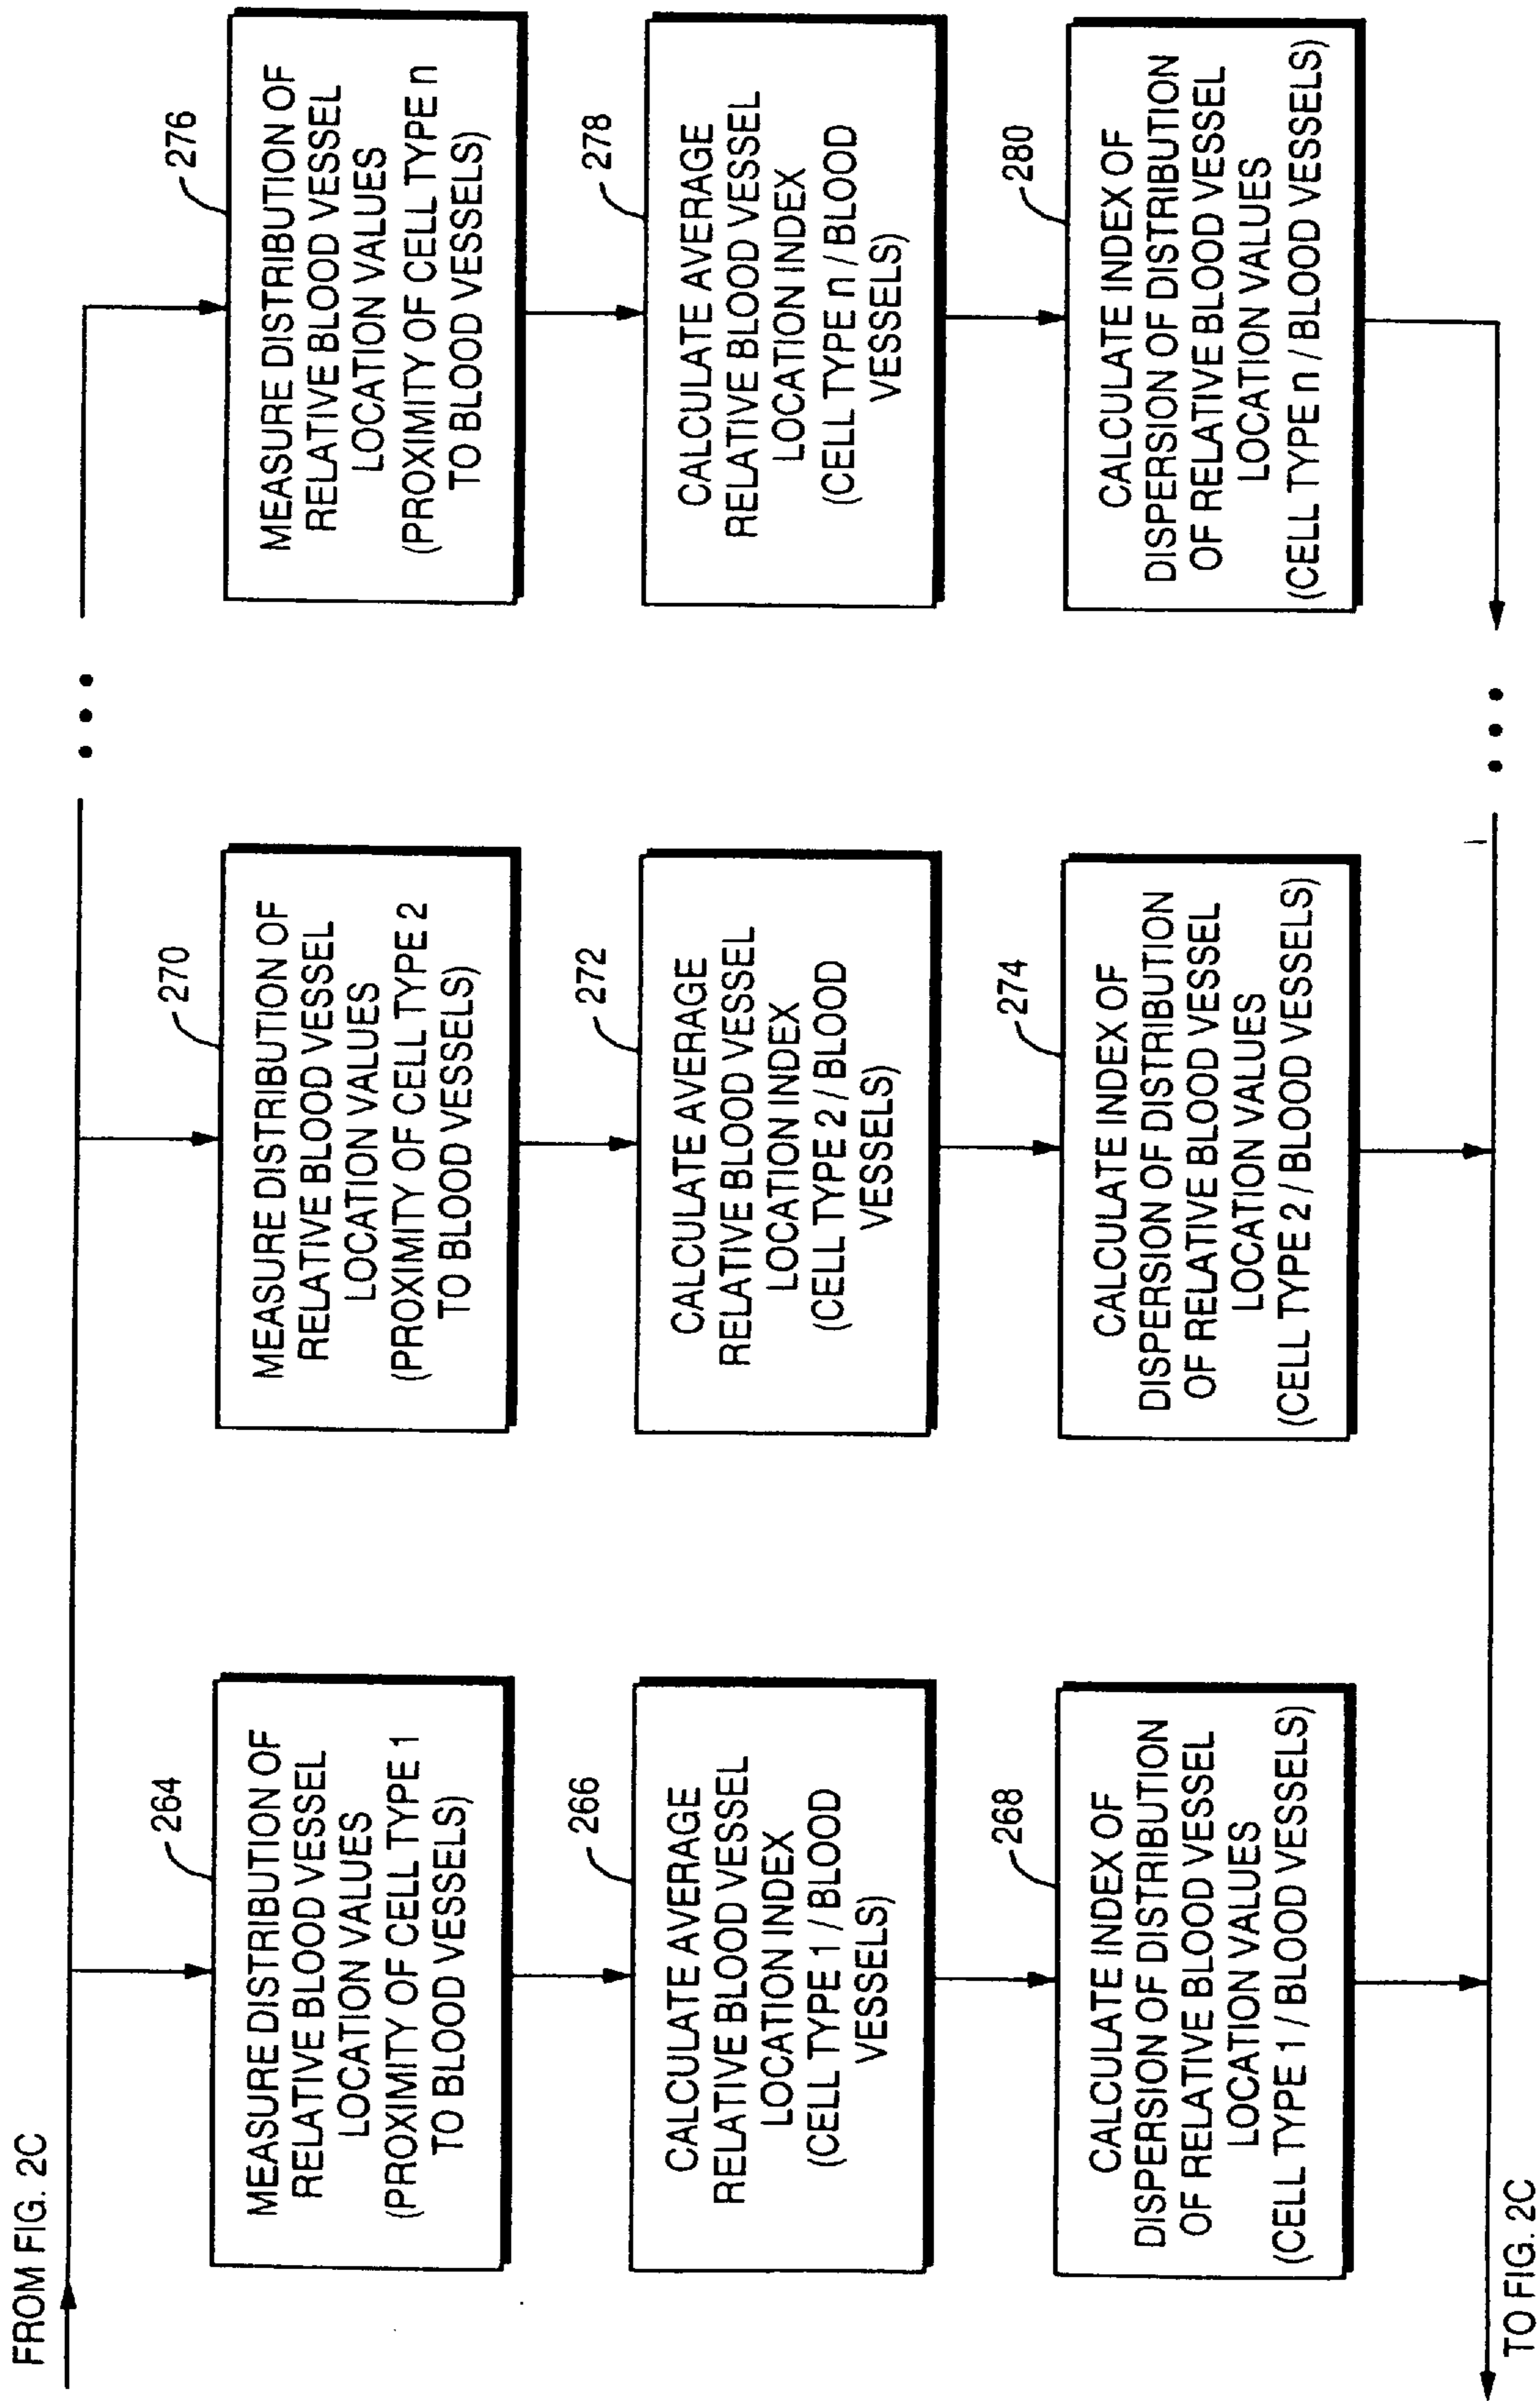 FROM FIG. 2C
264
MEASURE DISTRIBUTION OF
RELATIVE BLOOD VESSEL
LOCATION VALUES
(PROXIMITY OF CELL TYPE 1
TO BLOOD VESSELS)
266
CALCULATE AVERAGE
RELATIVE BLOOD VESSEL
LOCATION INDEX
(CELL TYPE 1 / BLOOD
VESSELS)
268
CALCULATE INDEX OF
DISPERSION OF DISTRIBUTION
OF RELATIVE BLOOD VESSEL
LOCATION VALUES
(CELL TYPE 1 / BLOOD VESSELS)
270
MEASURE DISTRIBUTION OF
RELATIVE BLOOD VESSEL
LOCATION VALUES
(PROXIMITY OF CELL TYPE 2
TO BLOOD VESSELS)
272
CALCULATE AVERAGE
RELATIVE BLOOD VESSEL
LOCATION INDEX
(CELL TYPE 2 / BLOOD
VESSELS)
274
CALCULATE INDEX OF
DISPERSION OF DISTRIBUTION
OF RELATIVE BLOOD VESSEL
LOCATION VALUES
(CELL TYPE 2 / BLOOD VESSELS)
276
MEASURE DISTRIBUTION OF
RELATIVE BLOOD VESSEL
LOCATION VALUES
(PROXIMITY OF CELL TYPE n
TO BLOOD VESSELS)
278
CALCULATE AVERAGE
RELATIVE BLOOD VESSEL
LOCATION INDEX
(CELL TYPE n / BLOOD
VESSELS)
280
CALCULATE INDEX OF
DISPERSION OF DISTRIBUTION
OF RELATIVE BLOOD VESSEL
LOCATION VALUES
(CELL TYPE n / BLOOD VESSELS)
TO FIG. 2C